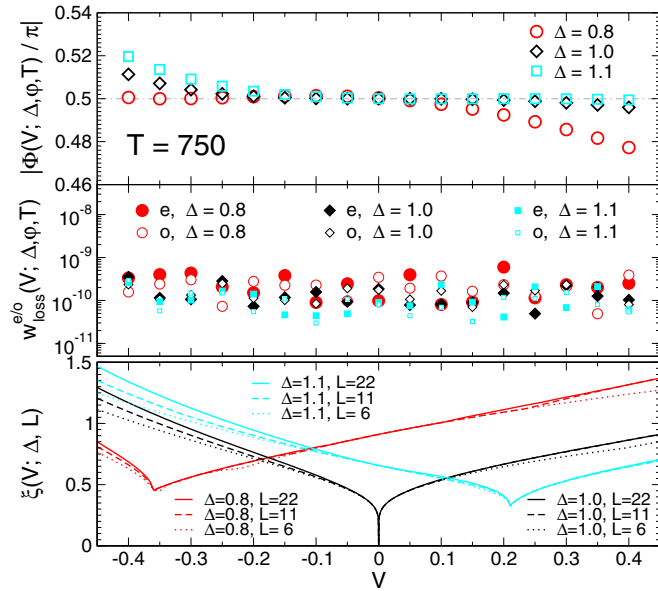 0.54
0.52
0.5
0.48
0.46
|Φ(V; Δ,φ,T) / π|
Δ = 0.8
Δ = 1.0
Δ = 1.1
T = 750
10⁻⁸
10⁻⁹
10⁻¹⁰
10⁻¹¹
w_loss^e/o (V; Δ,φ,T)
e, Δ = 0.8
e, Δ = 1.0
e, Δ = 1.1
o, Δ = 0.8
o, Δ = 1.0
o, Δ = 1.1
1.5
1
0.5
0
ξ(V; Δ, L)
Δ=1.1, L=22
Δ=1.1, L=11
Δ=1.1, L= 6
Δ=0.8, L=22
Δ=0.8, L=11
Δ=0.8, L= 6
Δ=1.0, L=22
Δ=1.0, L=11
Δ=1.0, L= 6
-0.4 -0.3 -0.2 -0.1 0 0.1 0.2 0.3 0.4
V